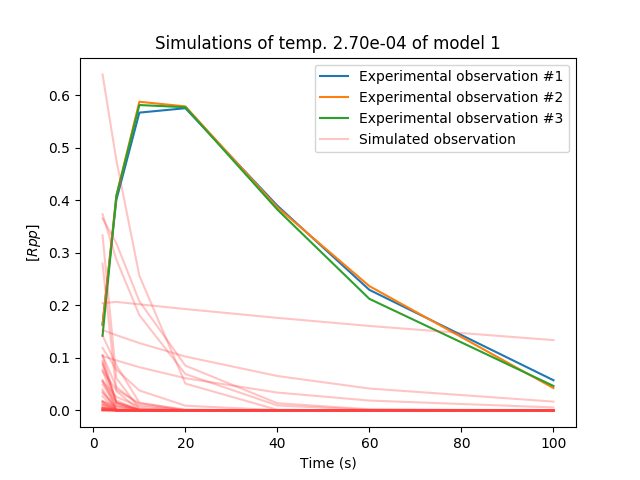 Simulations of temp. 2.70e-04 of model 1
Experimental observation #1
Experimental observation #2
Experimental observation #3
Simulated observation
[Rpp]
0.6
0.5
0.4
0.3
0.2
0.1
0.0
0 20 40 60 80 100
Time (s)